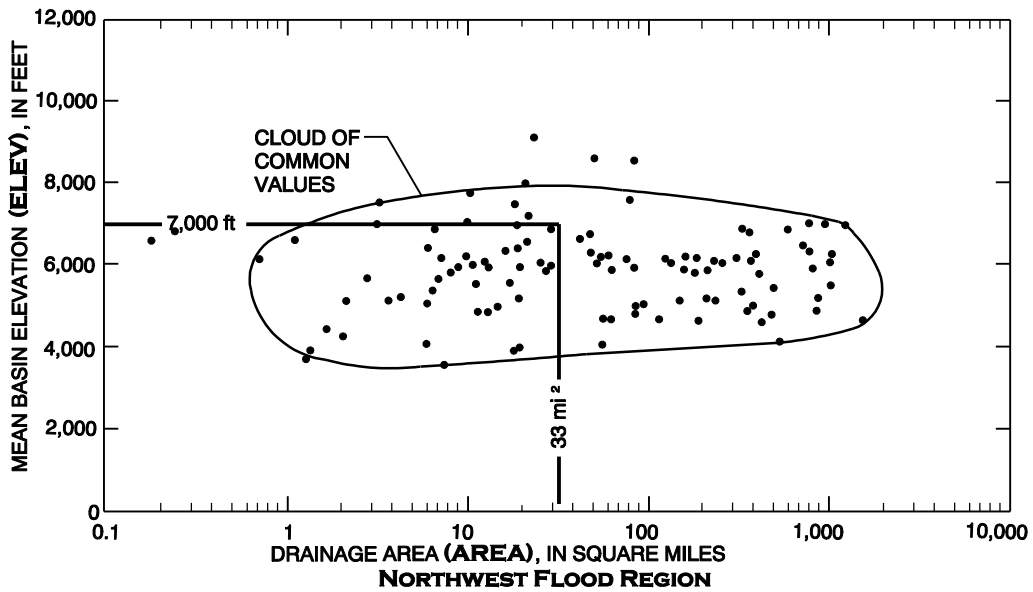 12,000
10,000
8,000
6,000
4,000
2,000
0
MEAN BASIN ELEVATION (ELEV), IN FEET
CLOUD OF
COMMON
VALUES
7,000 ft
33 mi ²
0.1 1 10 100 1,000 10,000
DRAINAGE AREA (AREA), IN SQUARE MILES
NORTHWEST FLOOD REGION